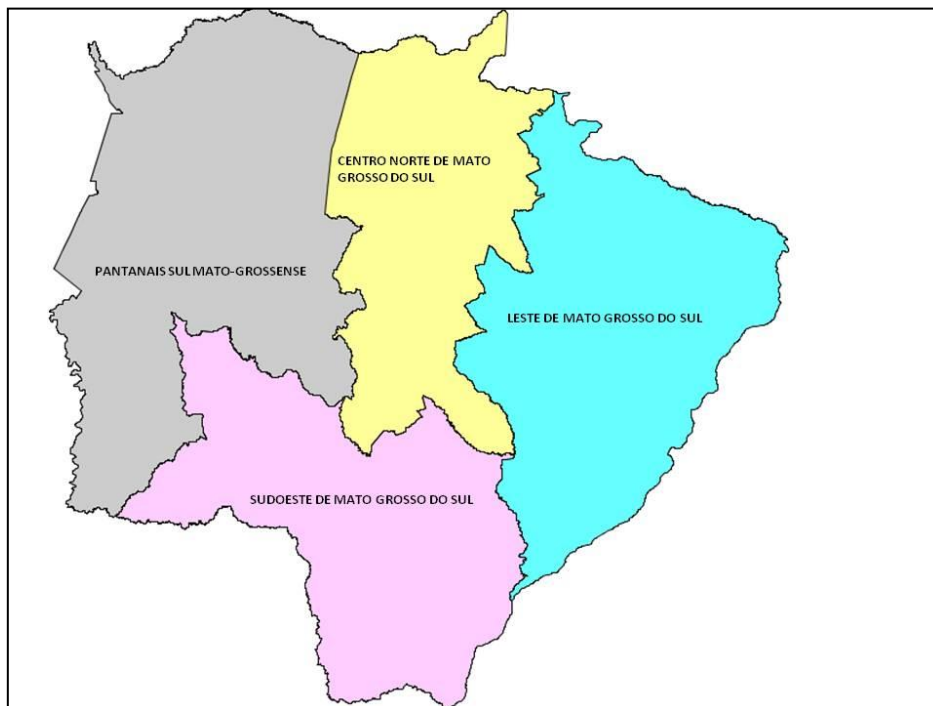 CENTRO NORTE DE MATO
GROSSO DO SUL
PANTANAIS SUL MATO-GROSSENSE
LESTE DE MATO GROSSO DO SUL
SUDOESTE DE MATO GROSSO DO SUL